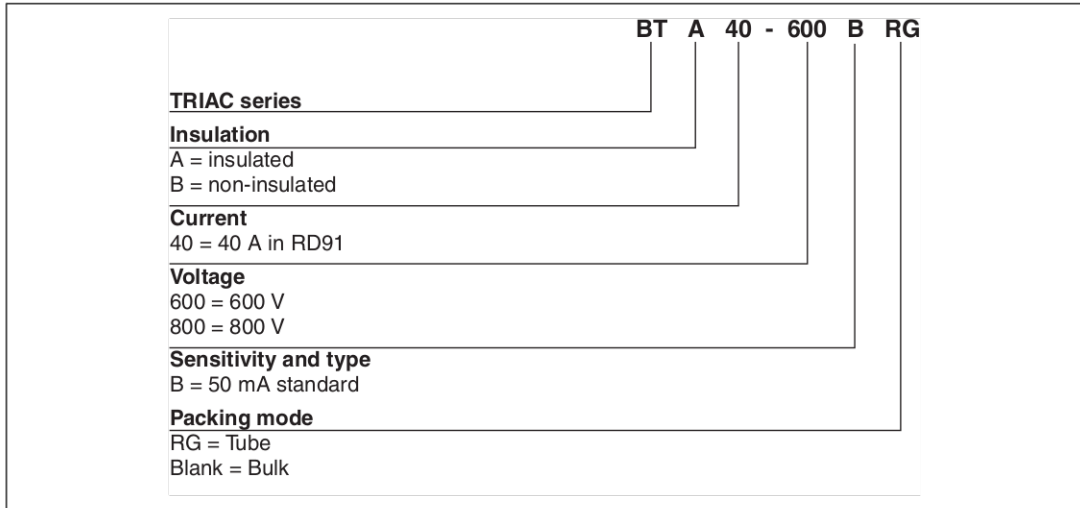 BT A 40 - 600 B RG
TRIAC series
Insulation
A = insulated
B = non-insulated
Current
40 = 40 A in RD91
Voltage
600 = 600 V
800 = 800 V
Sensitivity and type
B = 50 mA standard
Packing mode
RG = Tube
Blank = Bulk